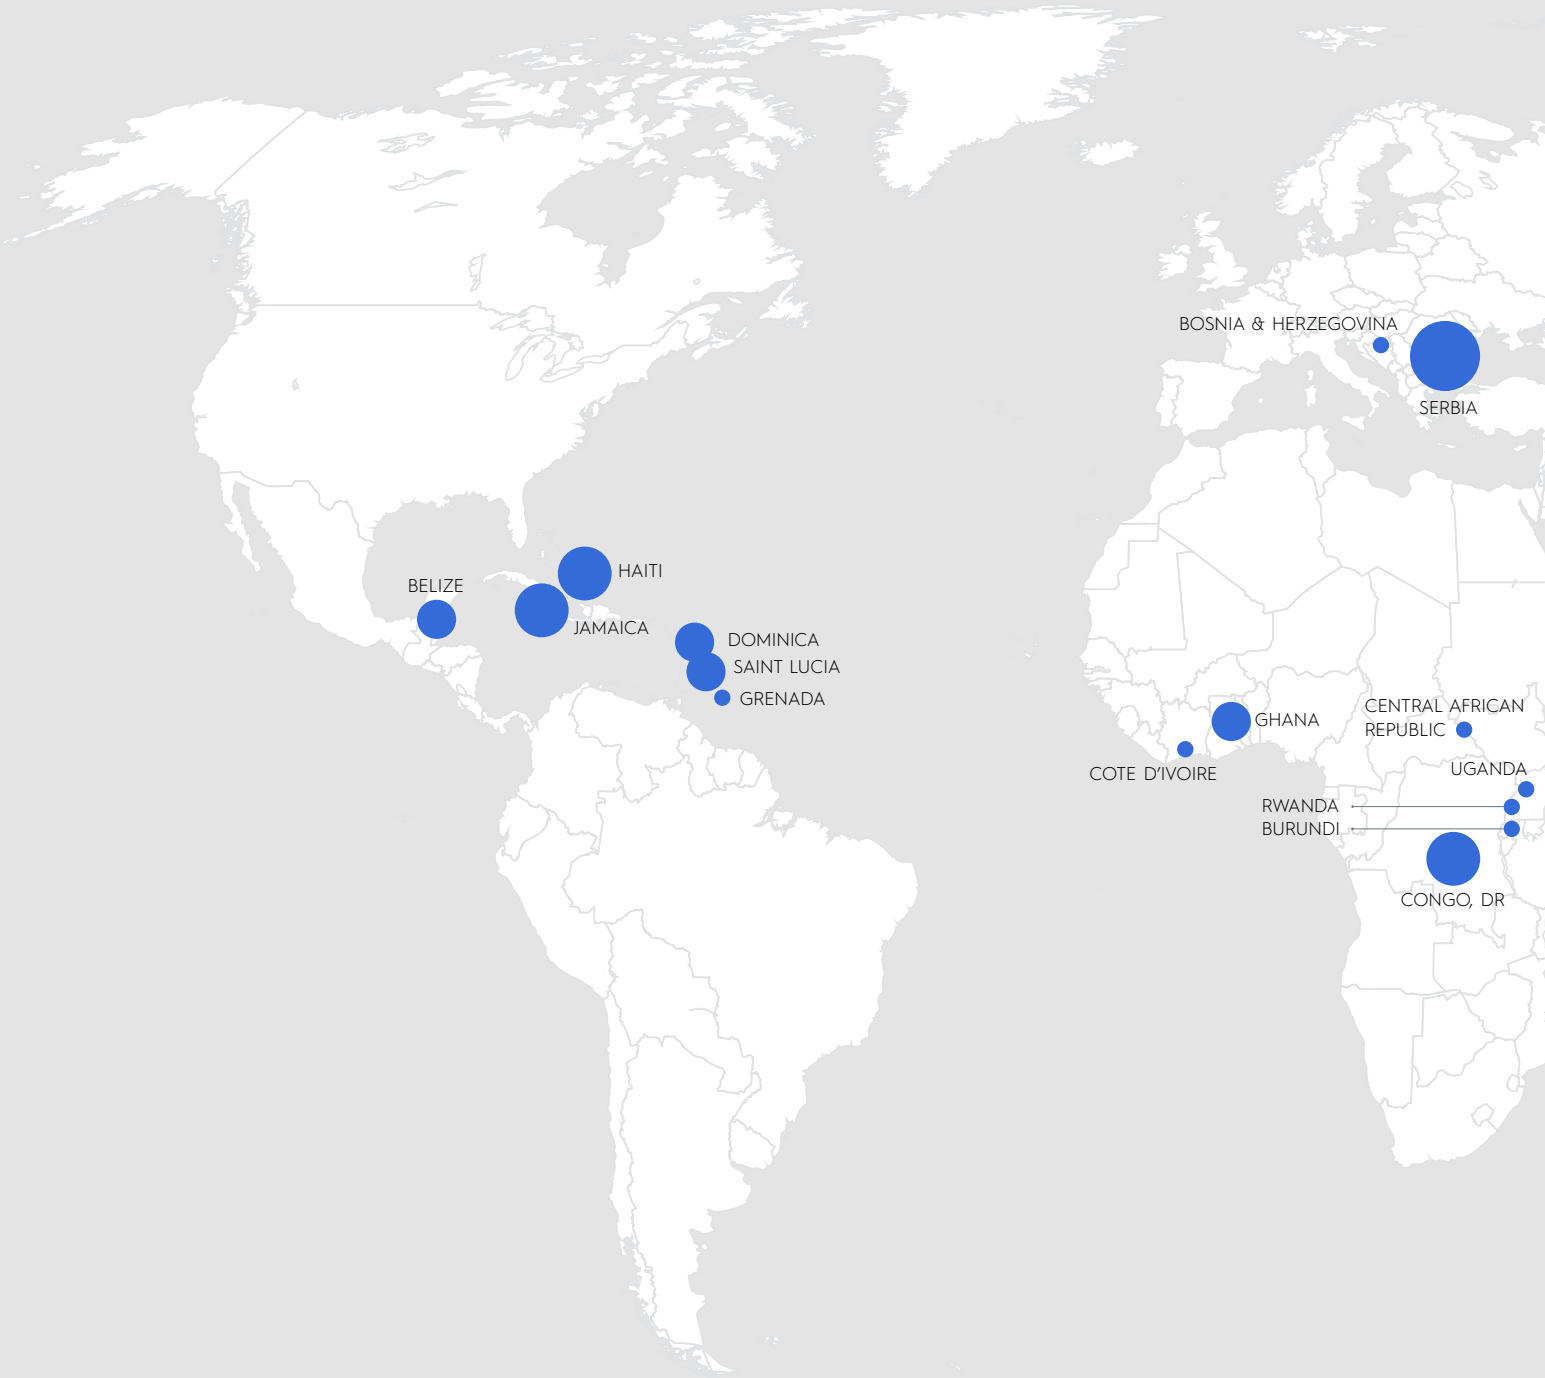 BOSNIA & HERZEGOVINA
SERBIA
HAITI
BELIZE
JAMAICA
DOMINICA
SAINT LUCIA
GRENADA
CENTRAL AFRICAN
REPUBLIC
GHANA
COTE D'IVOIRE
UGANDA
RWANDA
BURUNDI
CONGO, DR